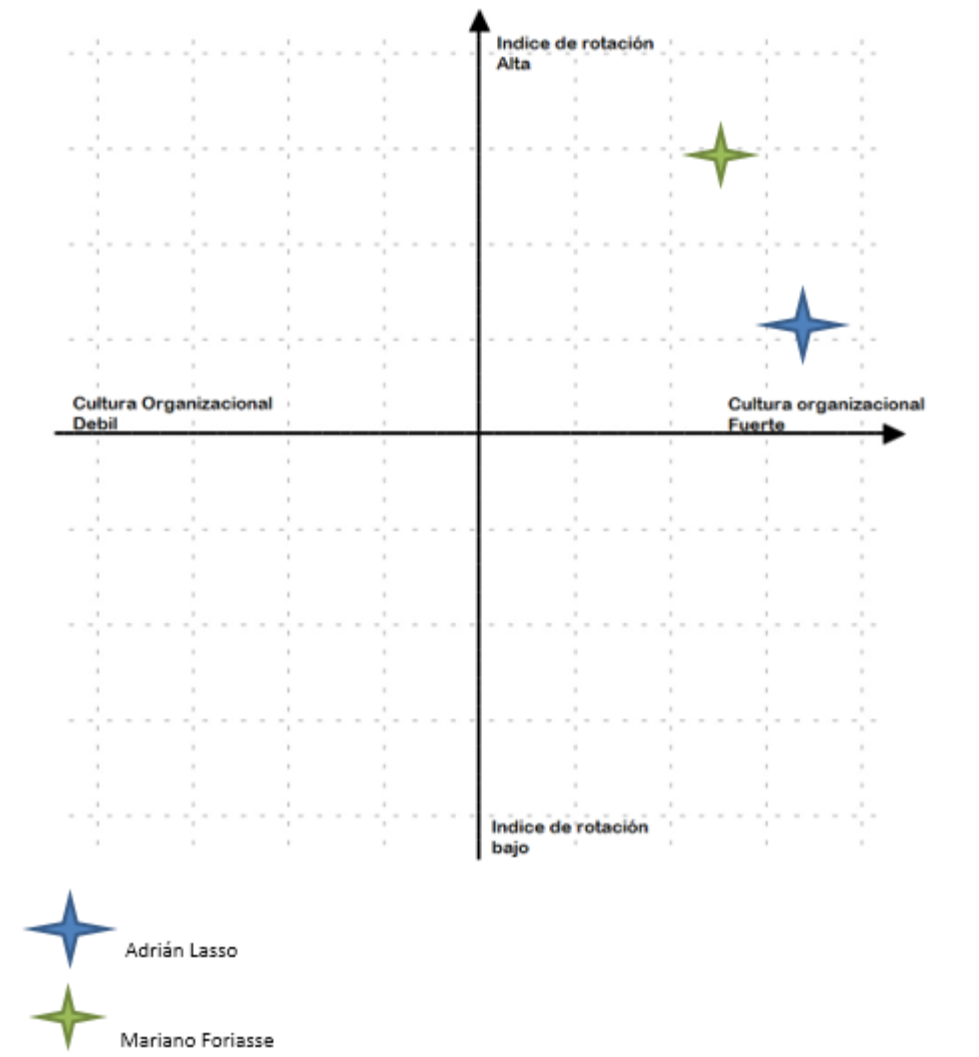 Indice de rotación
Alta
Cultura Organizacional
Debil
Cultura organizacional
Fuerte
Indice de rotación
bajo
Adrián Lasso
Mariano Foriasse